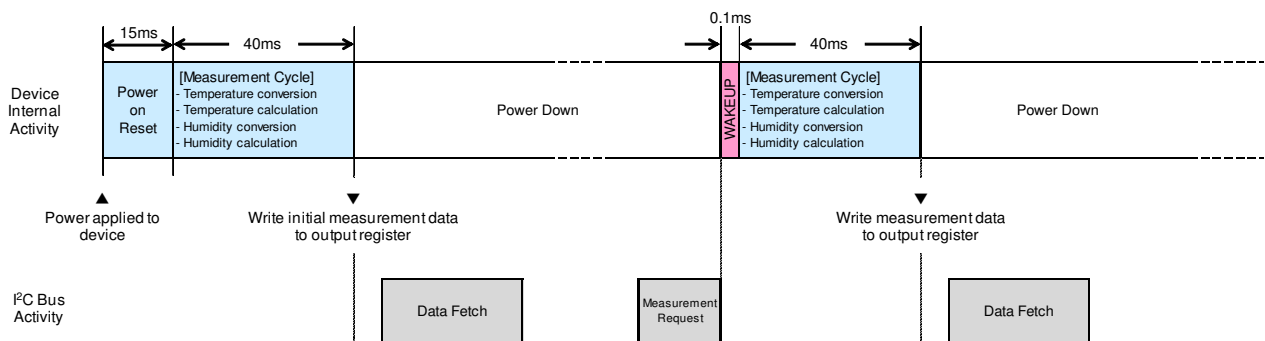 0.1ms
15ms
40ms
40ms
Device
Internal
Activity
Power
on
Reset
[Measurement Cycle]
- Temperature conversion
- Temperature calculation
- Humidity conversion
- Humidity calculation
Power Down
WAKEUP
[Measurement Cycle]
- Temperature conversion
- Temperature calculation
- Humidity conversion
- Humidity calculation
Power Down
Power applied to
device
Write initial measurement data
to output register
Write measurement data
to output register
I²C Bus
Activity
Data Fetch
Measurement
Request
Data Fetch